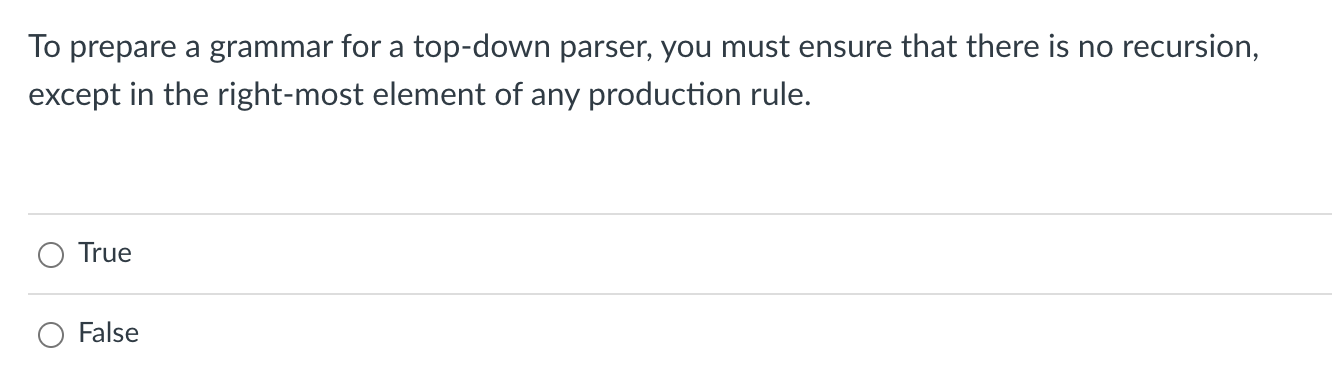 To prepare a grammar for a top-down parser, you must ensure that there is no recursion,
except in the right-most element of any production rule.
True
False